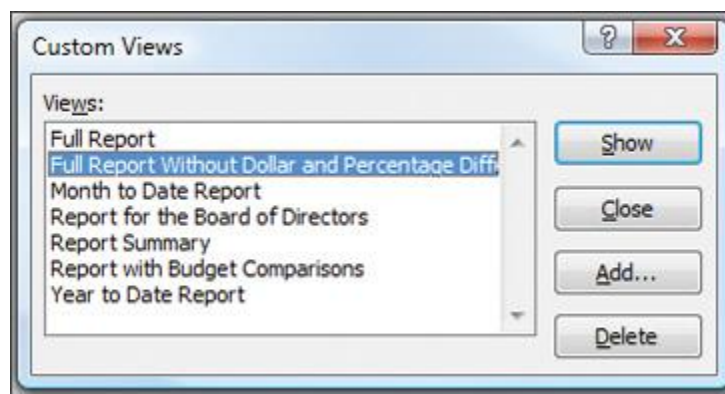 Custom Views
?
X
Views:
Full Report
Full Report Without Dollar and Percentage Diff
Month to Date Report
Report for the Board of Directors
Report Summary
Report with Budget Comparisons
Year to Date Report
Show
Close
Add...
Delete